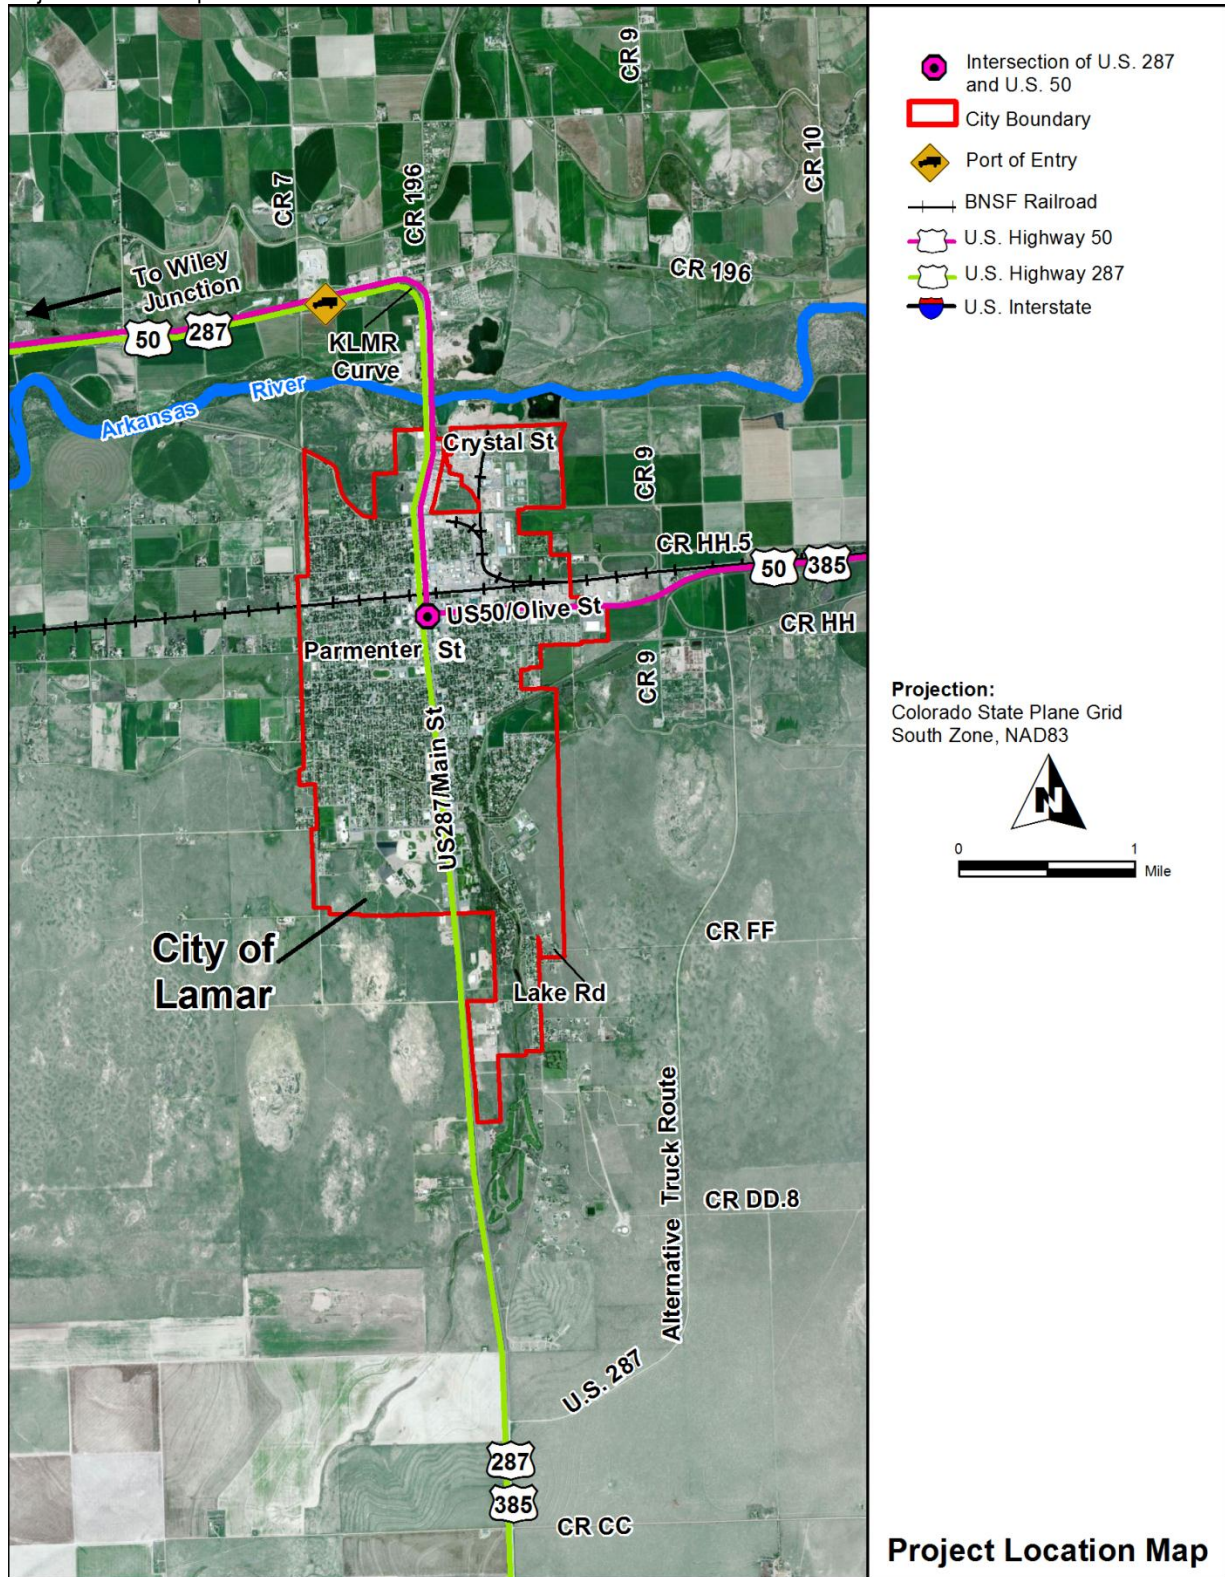 CR 9
CR 10
CR 7
CR 196
CR 196
To Wiley
Junction
50
287
KLMR
Curve
Arkansas River
Crystal St
CR 9
CR HH.5
50
385
US50/Olive St
CR HH
Parmenter St
CR 9
US287/Main St
City of
Lamar
CR FF
Lake Rd
Alternative Truck Route
CR DD.8
U.S. 287
287
385
CR CC
Intersection of U.S. 287
and U.S. 50
City Boundary
Port of Entry
BNSF Railroad
U.S. Highway 50
U.S. Highway 287
U.S. Interstate
Projection:
Colorado State Plane Grid
South Zone, NAD83
N
0 1
Mile
Project Location Map